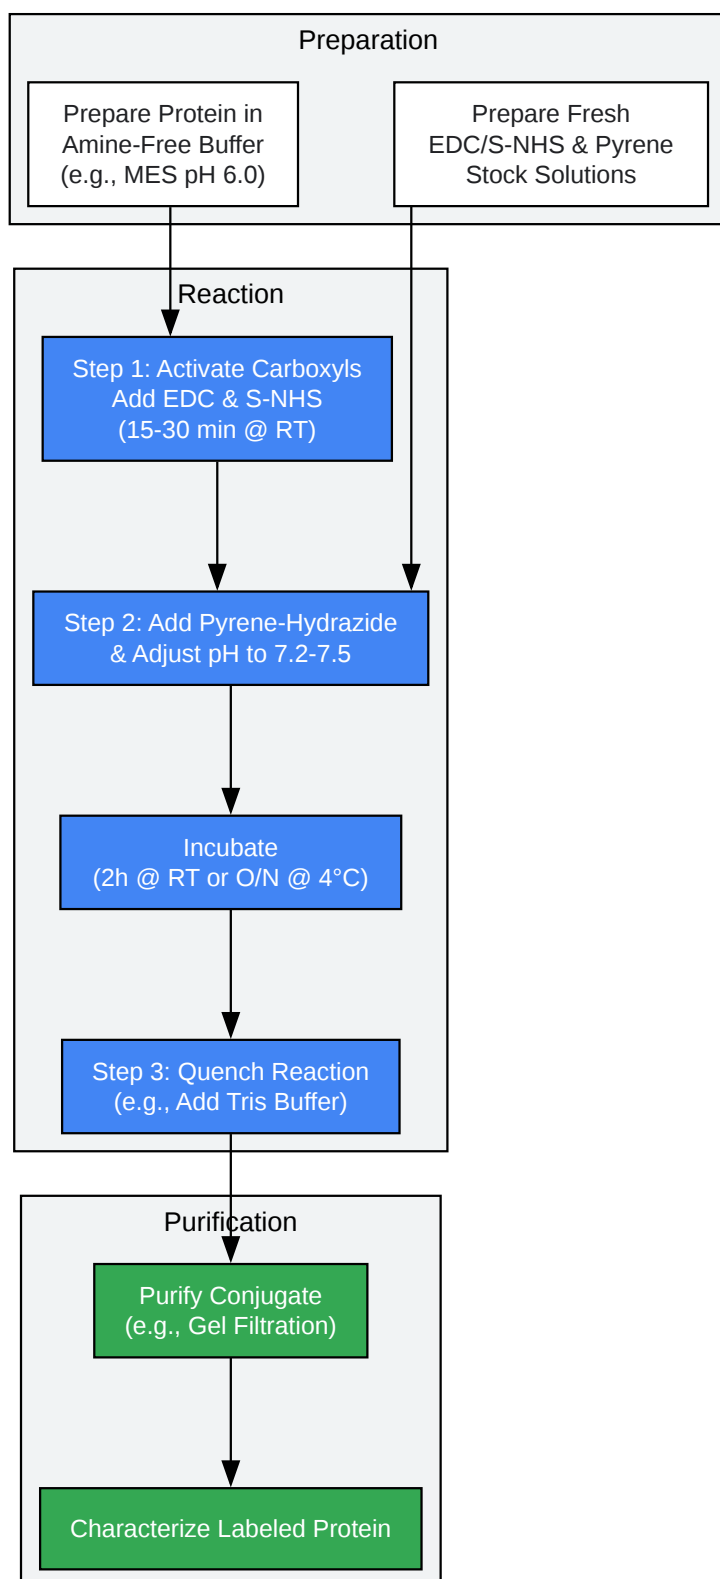 Preparation
Prepare Protein in
Amine-Free Buffer
(e.g., MES pH 6.0)
Prepare Fresh
EDC/S-NHS & Pyrene
Stock Solutions
Reaction
Step 1: Activate Carboxyls
Add EDC & S-NHS
(15-30 min @ RT)
Step 2: Add Pyrene-Hydrazide
& Adjust pH to 7.2-7.5
Incubate
(2h @ RT or O/N @ 4°C)
Step 3: Quench Reaction
(e.g., Add Tris Buffer)
Purification
Purify Conjugate
(e.g., Gel Filtration)
Characterize Labeled Protein